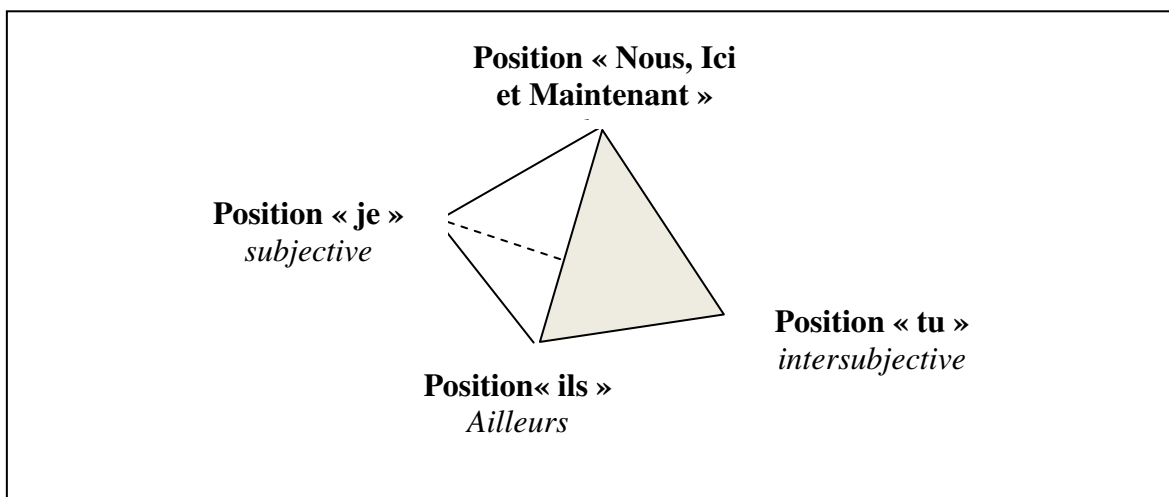 Position « Nous, Ici
et Maintenant »
Position « je »
subjective
Position « tu »
intersubjective
Position« ils »
Ailleurs